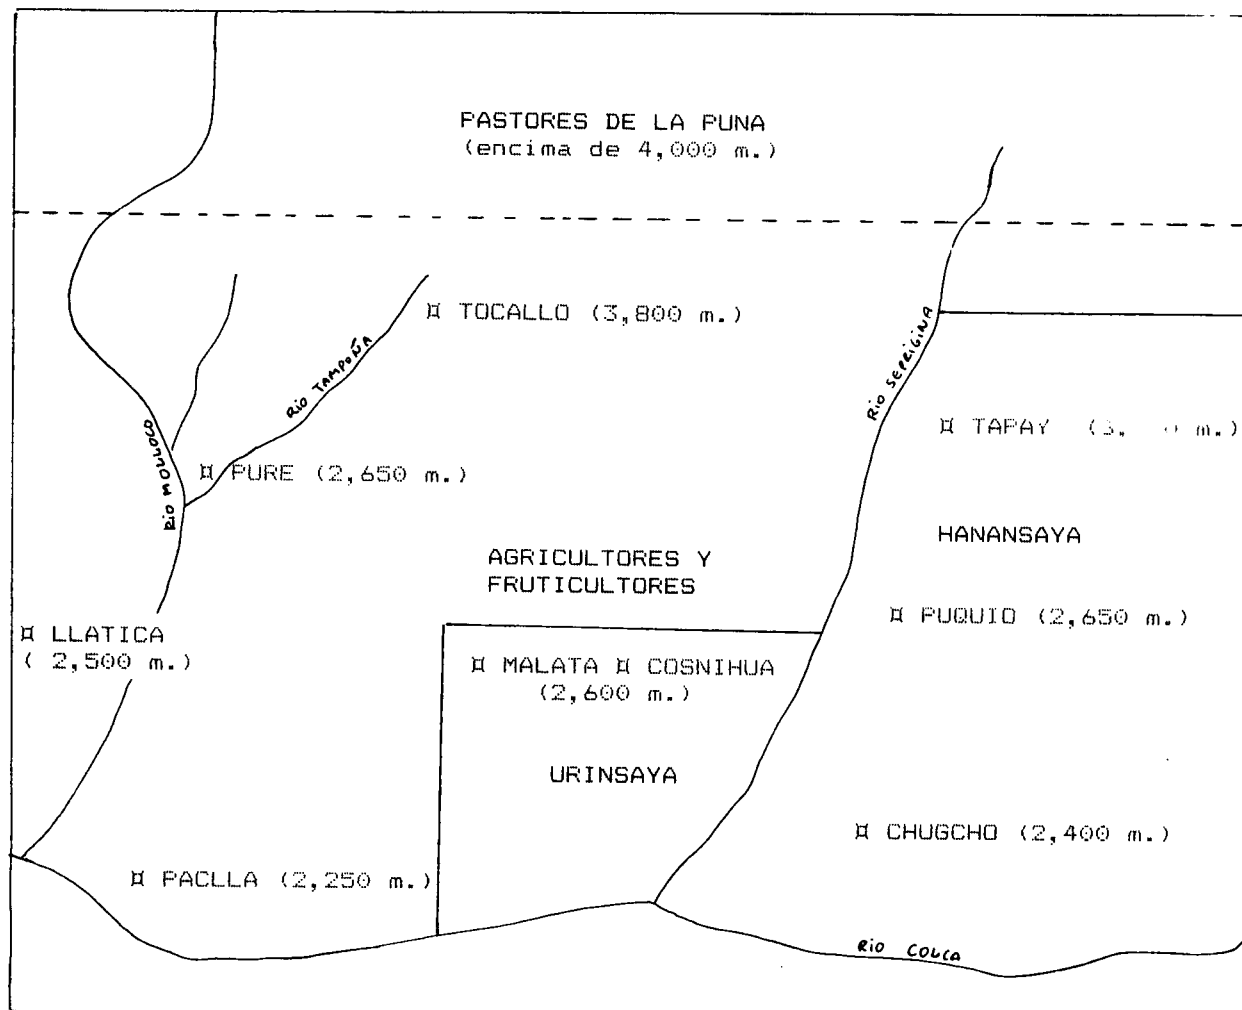 PASTORES DE LA PUNA
(encima de 4,000 m.)
¤ TOCALLO (3,800 m.)
RIO TAMPOÑA
RIO SEPRIGINA
¤ TAPAY
RIO MOLLOCO
¤ PURE (2,650 m.)
HANANSAYA
AGRICULTORES Y
FRUTICULTORES
¤ PUQUIO (2,650 m.)
¤ LLATICA
( 2,500 m.)
¤ MALATA ¤ COSNIHUA
(2,600 m.)
URINSAYA
¤ CHUGCHO (2,400 m.)
¤ PACLLA (2,250 m.)
RIO COLCA